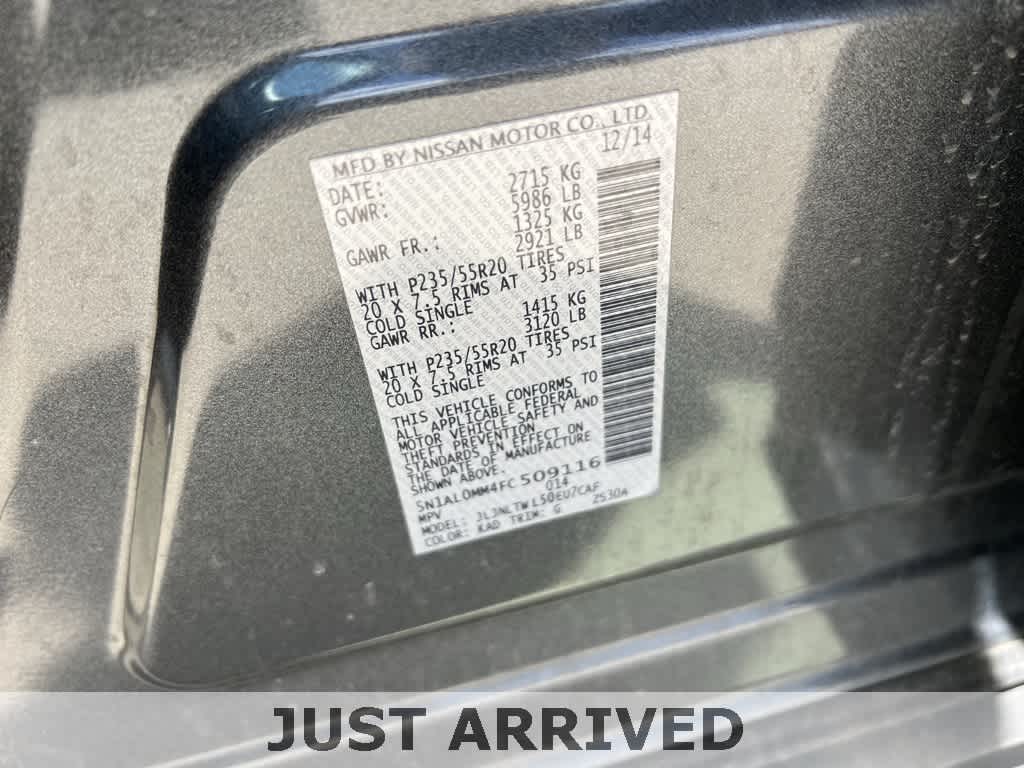 MFD BY NISSAN MOTOR CO., LTD.
DATE: 12/14
GVWR: 2715 KG
5986 LB
GAWR FR.: 1325 KG
2921 LB
WITH P235/55R20 TIRES
20 X 7.5 RIMS AT 35 PSI
COLD SINGLE
GAWR RR.: 1415 KG
3120 LB
WITH P235/55R20 TIRES
20 X 7.5 RIMS AT 35 PSI
COLD SINGLE
THIS VEHICLE CONFORMS TO
ALL APPLICABLE FEDERAL
MOTOR VEHICLE SAFETY AND
THEFT PREVENTION
STANDARDS IN EFFECT ON
THE DATE OF MANUFACTURE
SHOWN ABOVE.
5N1AL0MM4FC509116
MPV 014
MODEL: JL3NLTWL50EU7CAF
COLOR: KAD TRIM: G 2530A
JUST ARRIVED